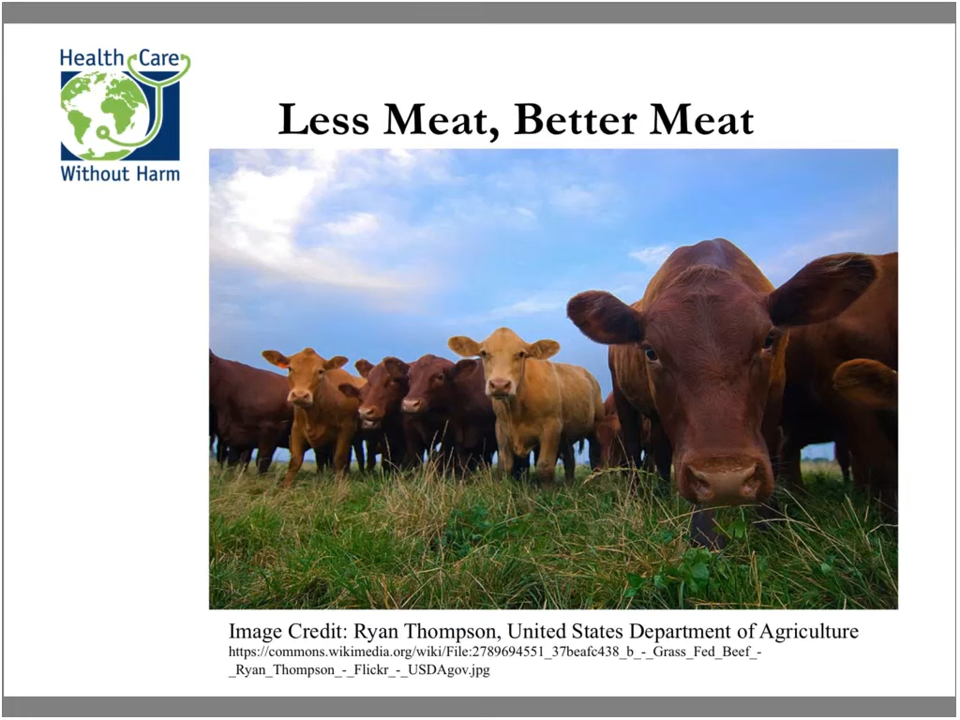 Health Care
Without Harm
Less Meat, Better Meat
Image Credit: Ryan Thompson, United States Department of Agriculture
https://commons.wikimedia.org/wiki/File:2789694551_37beafc438_b_-_Grass_Fed_Beef_-
_Ryan_Thompson_-_Flickr_-_USDAgov.jpg